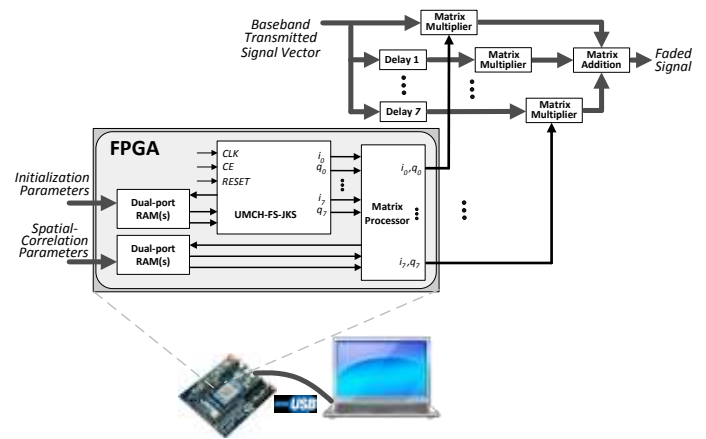 Baseband
Transmitted
Signal Vector
Matrix
Multiplier
Delay 1
Matrix
Multiplier
Matrix
Addition
Faded
Signal
Delay 7
Matrix
Multiplier
FPGA
CLK
CE
RESET
i0
q0
i7
q7
UMCH-FS-JKS
i0,q0
Matrix
Processor
i7,q7
Initialization
Parameters
Dual-port
RAM(s)
Spatial-
Correlation
Parameters
Dual-port
RAM(s)
USB